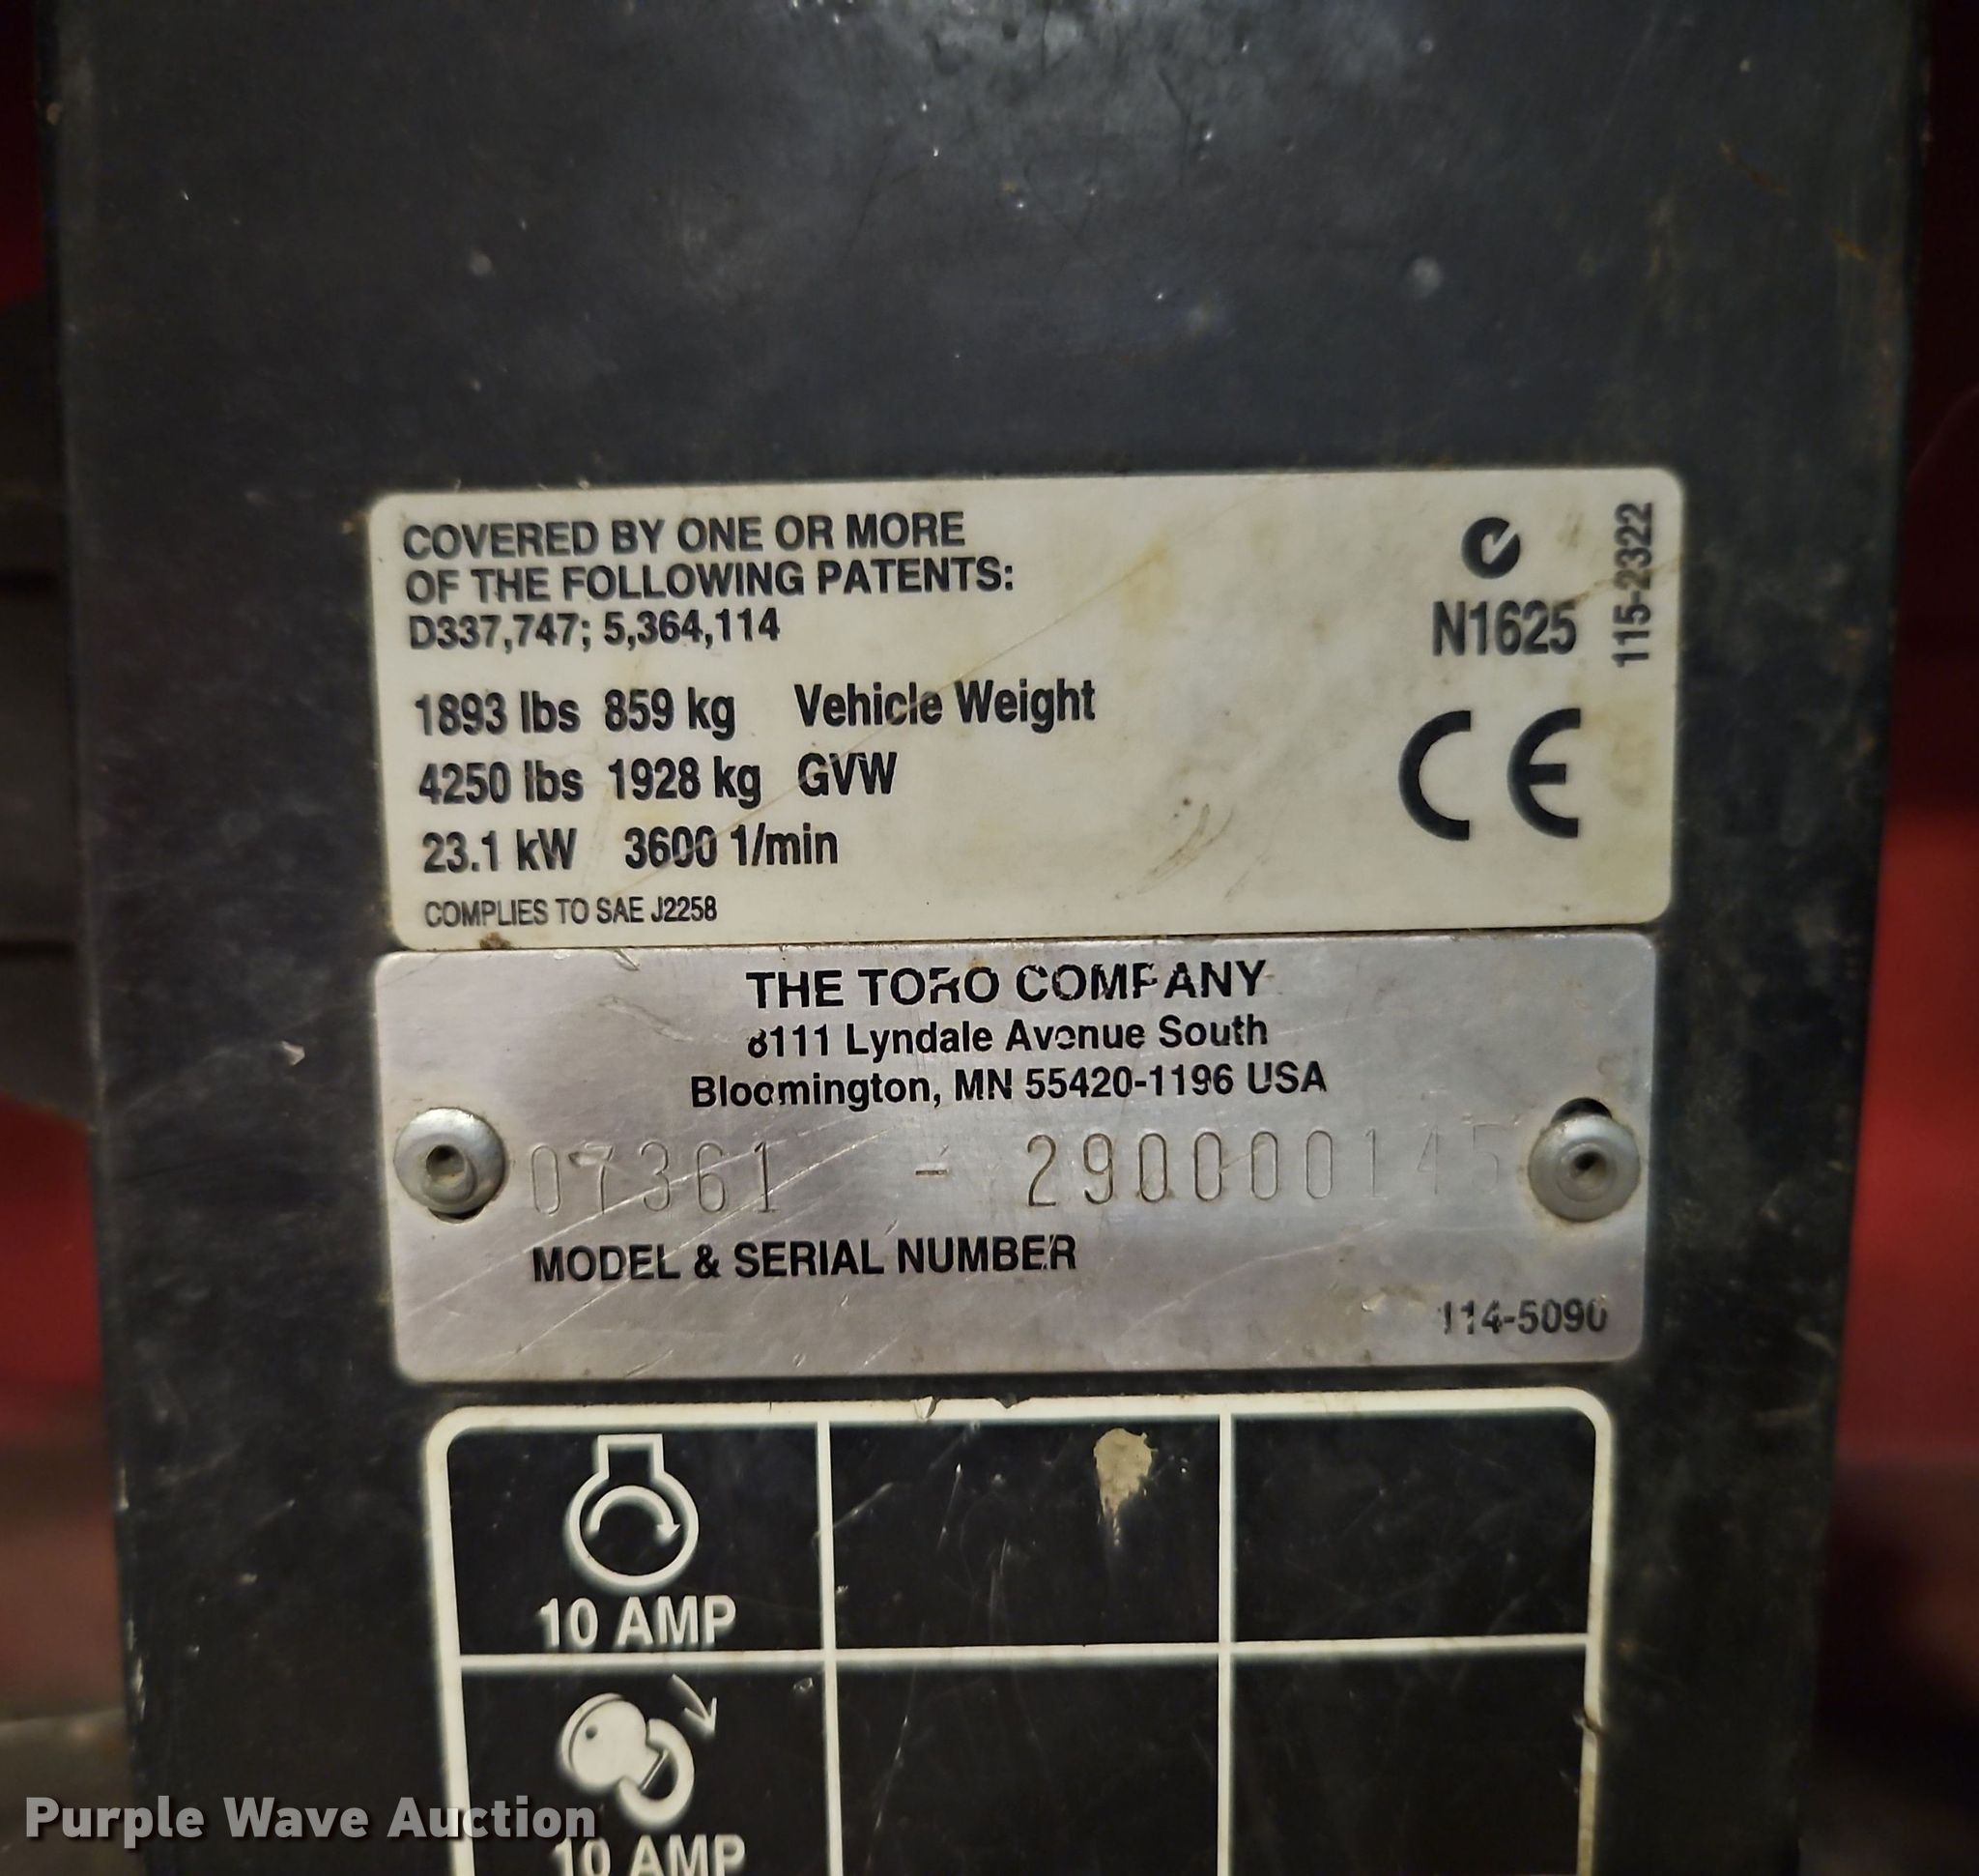 COVERED BY ONE OR MORE
OF THE FOLLOWING PATENTS:
D337,747; 5,364,114
1893 lbs 859 kg Vehicle Weight
4250 lbs 1928 kg GVW
23.1 kW 3600 1/min
COMPLIES TO SAE J2258
N1625
115-2322
CE
THE TORO COMPANY
8111 Lyndale Avenue South
Bloomington, MN 55420-1196 USA
07361 - 290000145
MODEL & SERIAL NUMBER
114-5090
10 AMP
10 AMP
Purple Wave Auction